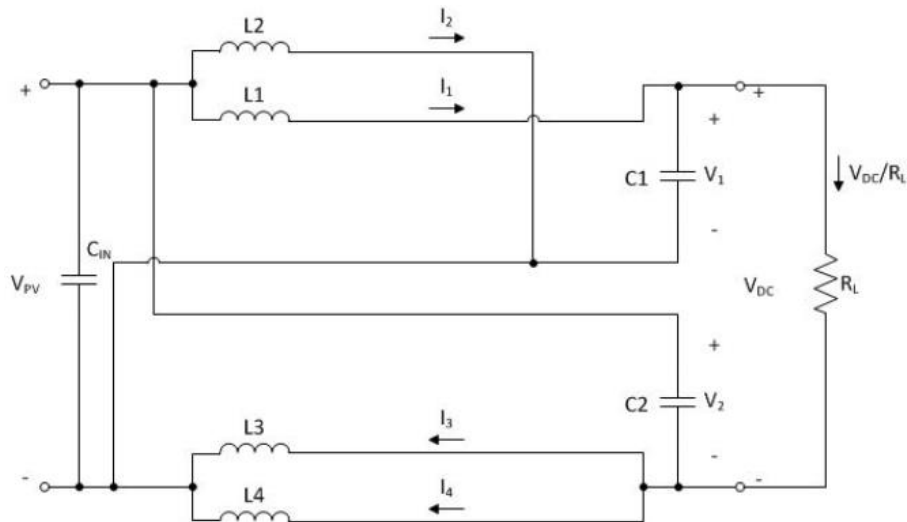 L2
I₂
+
L1
I₁
+
+
C1
V₁
V_DC/R_L
-
C_IN
V_PV
V_DC
R_L
+
C2
V₂
I₃
L3
-
-
-
L4
I₄